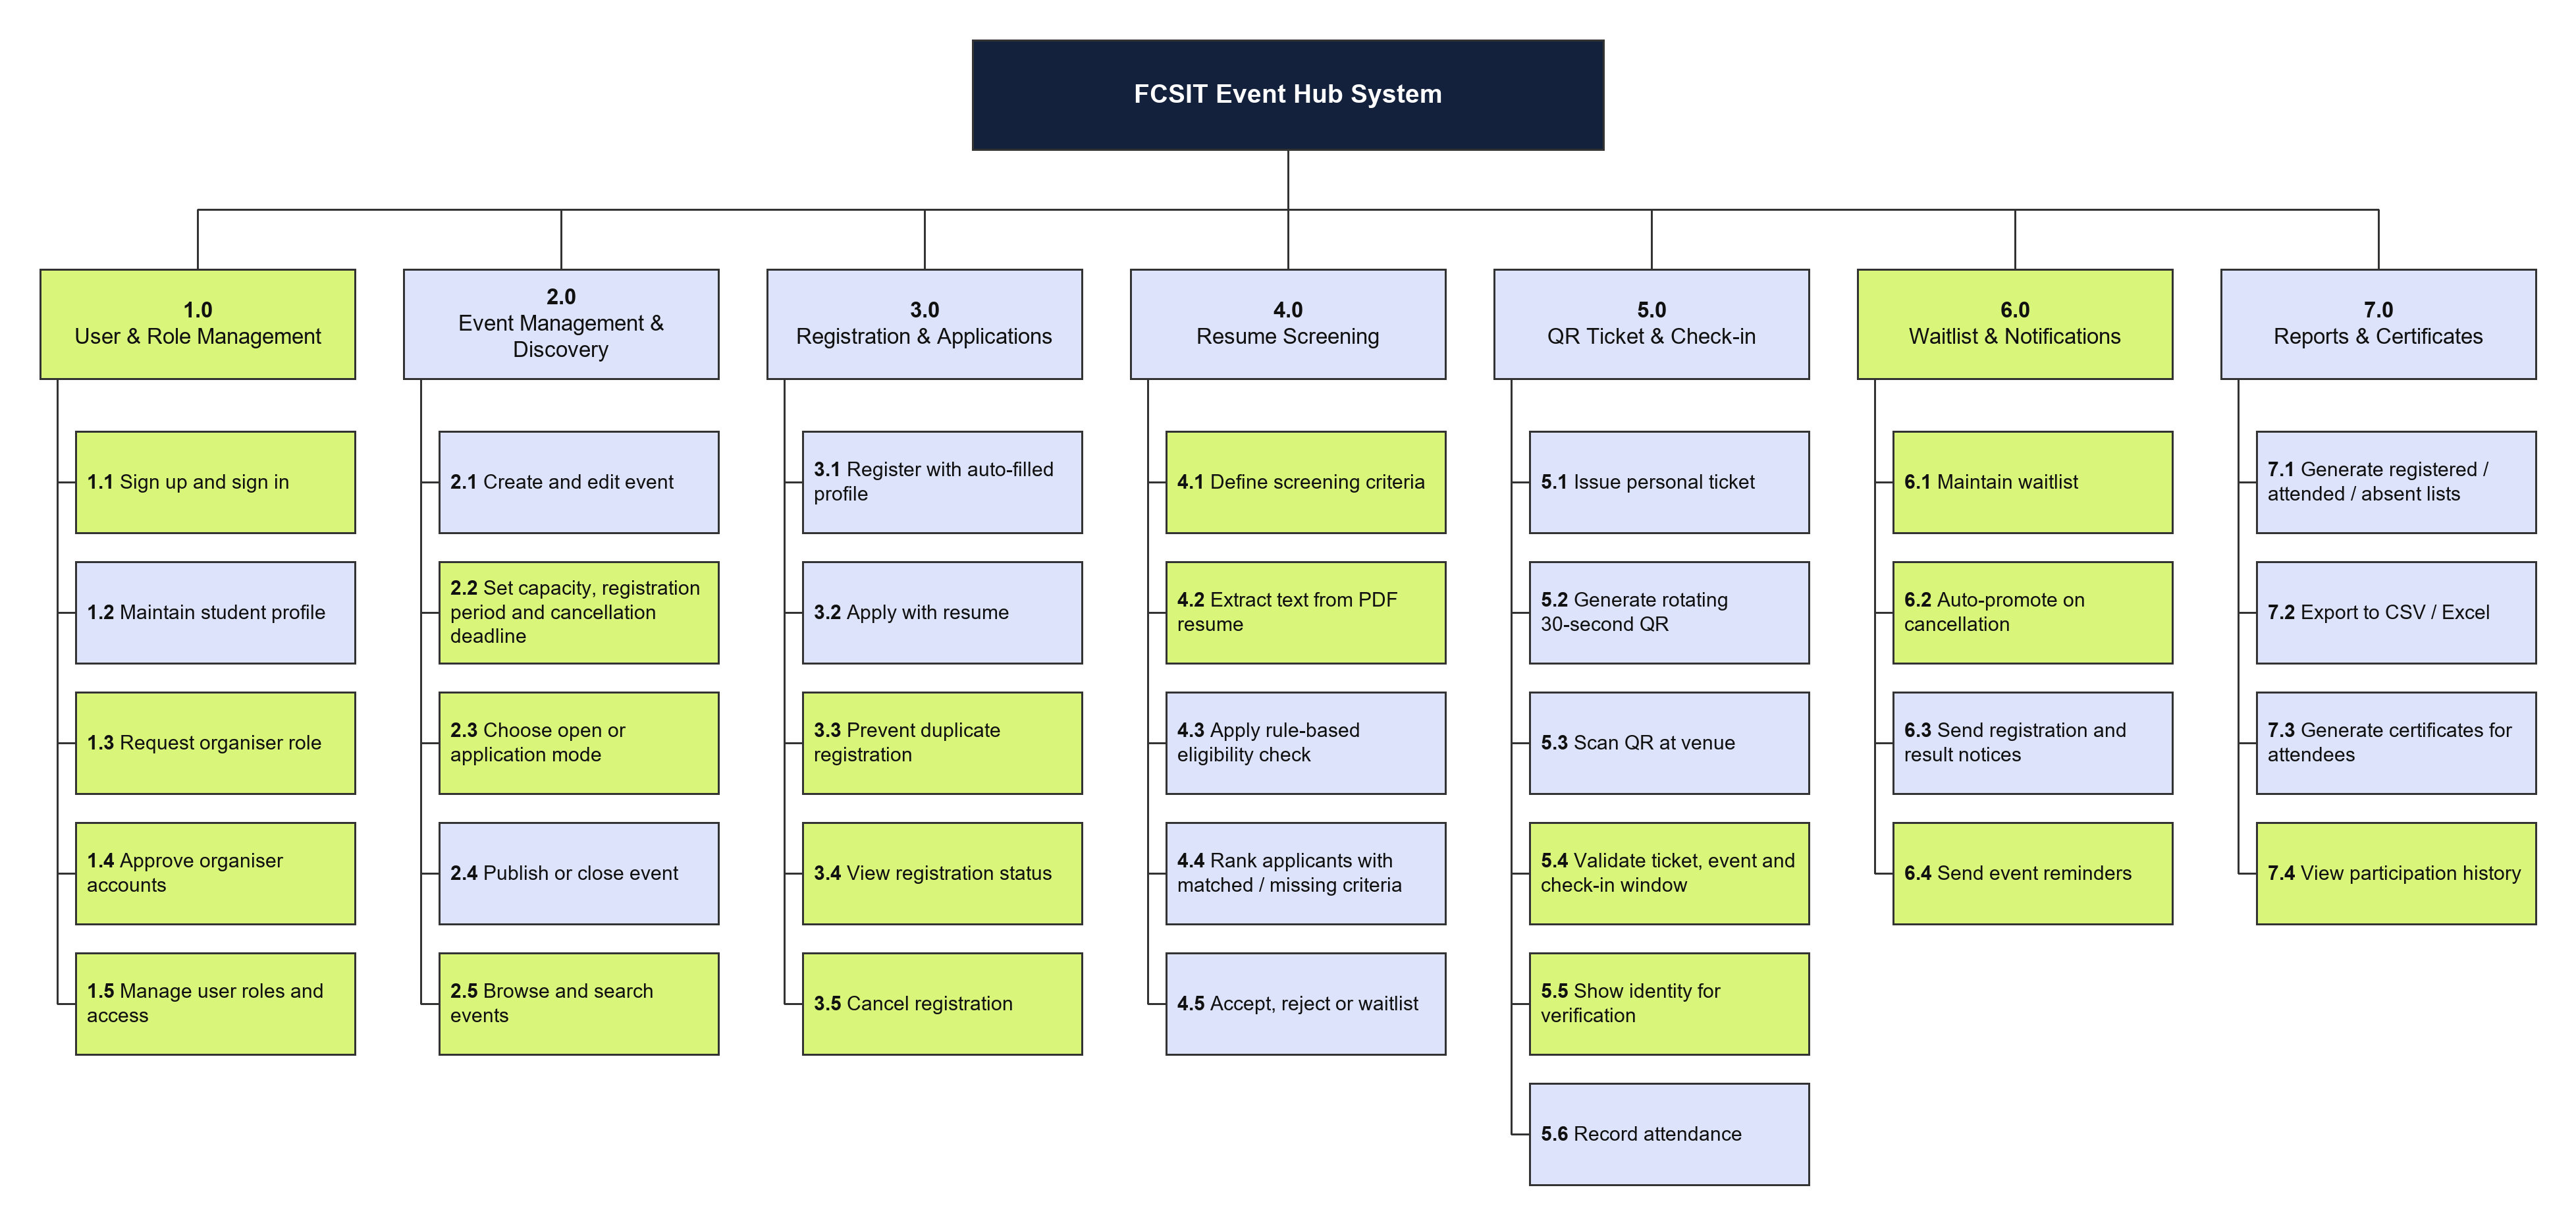 FCSIT Event Hub System
1.0
User & Role Management
1.1 Sign up and sign in
1.2 Maintain student profile
1.3 Request organiser role
1.4 Approve organiser
accounts
1.5 Manage user roles and
access
2.0
Event Management &
Discovery
2.1 Create and edit event
2.2 Set capacity, registration
period and cancellation
deadline
2.3 Choose open or
application mode
2.4 Publish or close event
2.5 Browse and search
events
3.0
Registration & Applications
3.1 Register with auto-filled
profile
3.2 Apply with resume
3.3 Prevent duplicate
registration
3.4 View registration status
3.5 Cancel registration
4.0
Resume Screening
4.1 Define screening criteria
4.2 Extract text from PDF
resume
4.3 Apply rule-based
eligibility check
4.4 Rank applicants with
matched / missing criteria
4.5 Accept, reject or waitlist
5.0
QR Ticket & Check-in
5.1 Issue personal ticket
5.2 Generate rotating
30-second QR
5.3 Scan QR at venue
5.4 Validate ticket, event and
check-in window
5.5 Show identity for
verification
5.6 Record attendance
6.0
Waitlist & Notifications
6.1 Maintain waitlist
6.2 Auto-promote on
cancellation
6.3 Send registration and
result notices
6.4 Send event reminders
7.0
Reports & Certificates
7.1 Generate registered /
attended / absent lists
7.2 Export to CSV / Excel
7.3 Generate certificates for
attendees
7.4 View participation history